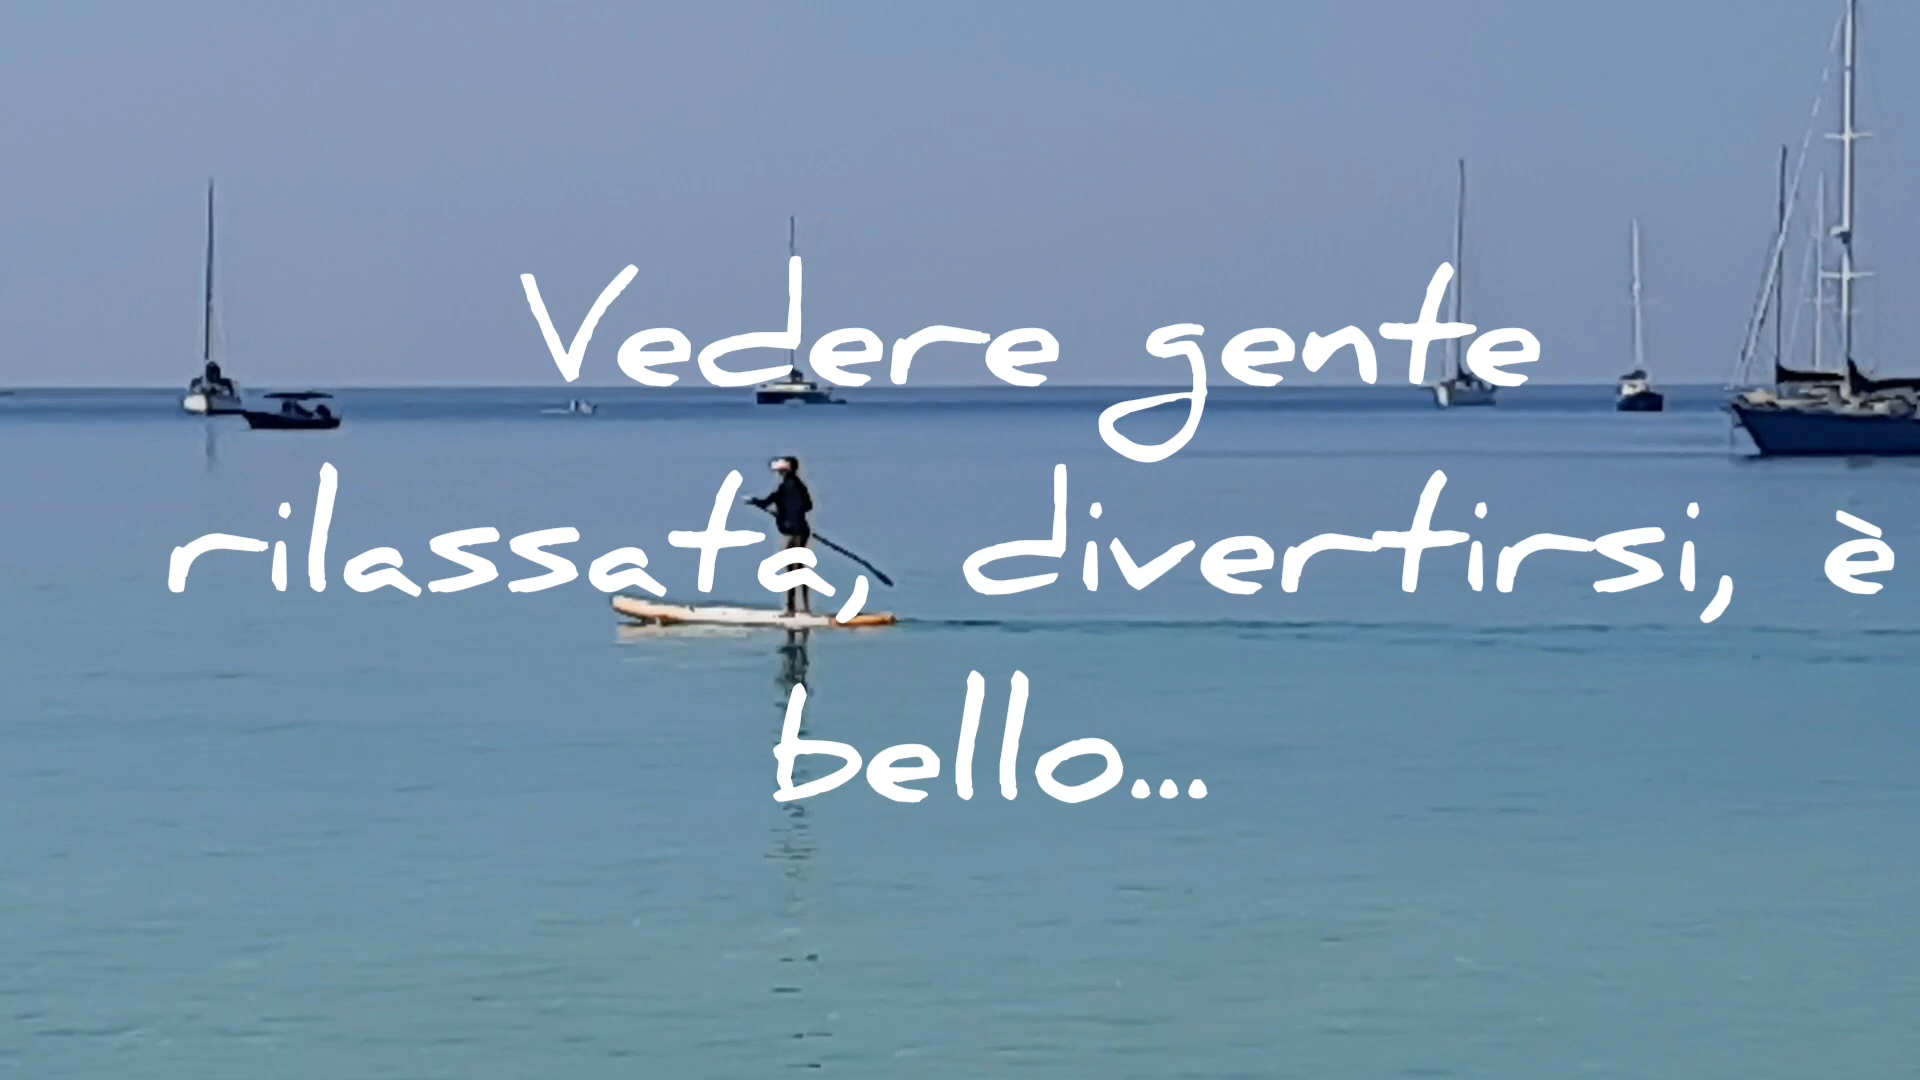 Vedere gente
rilassata, divertirsi, è
bello...